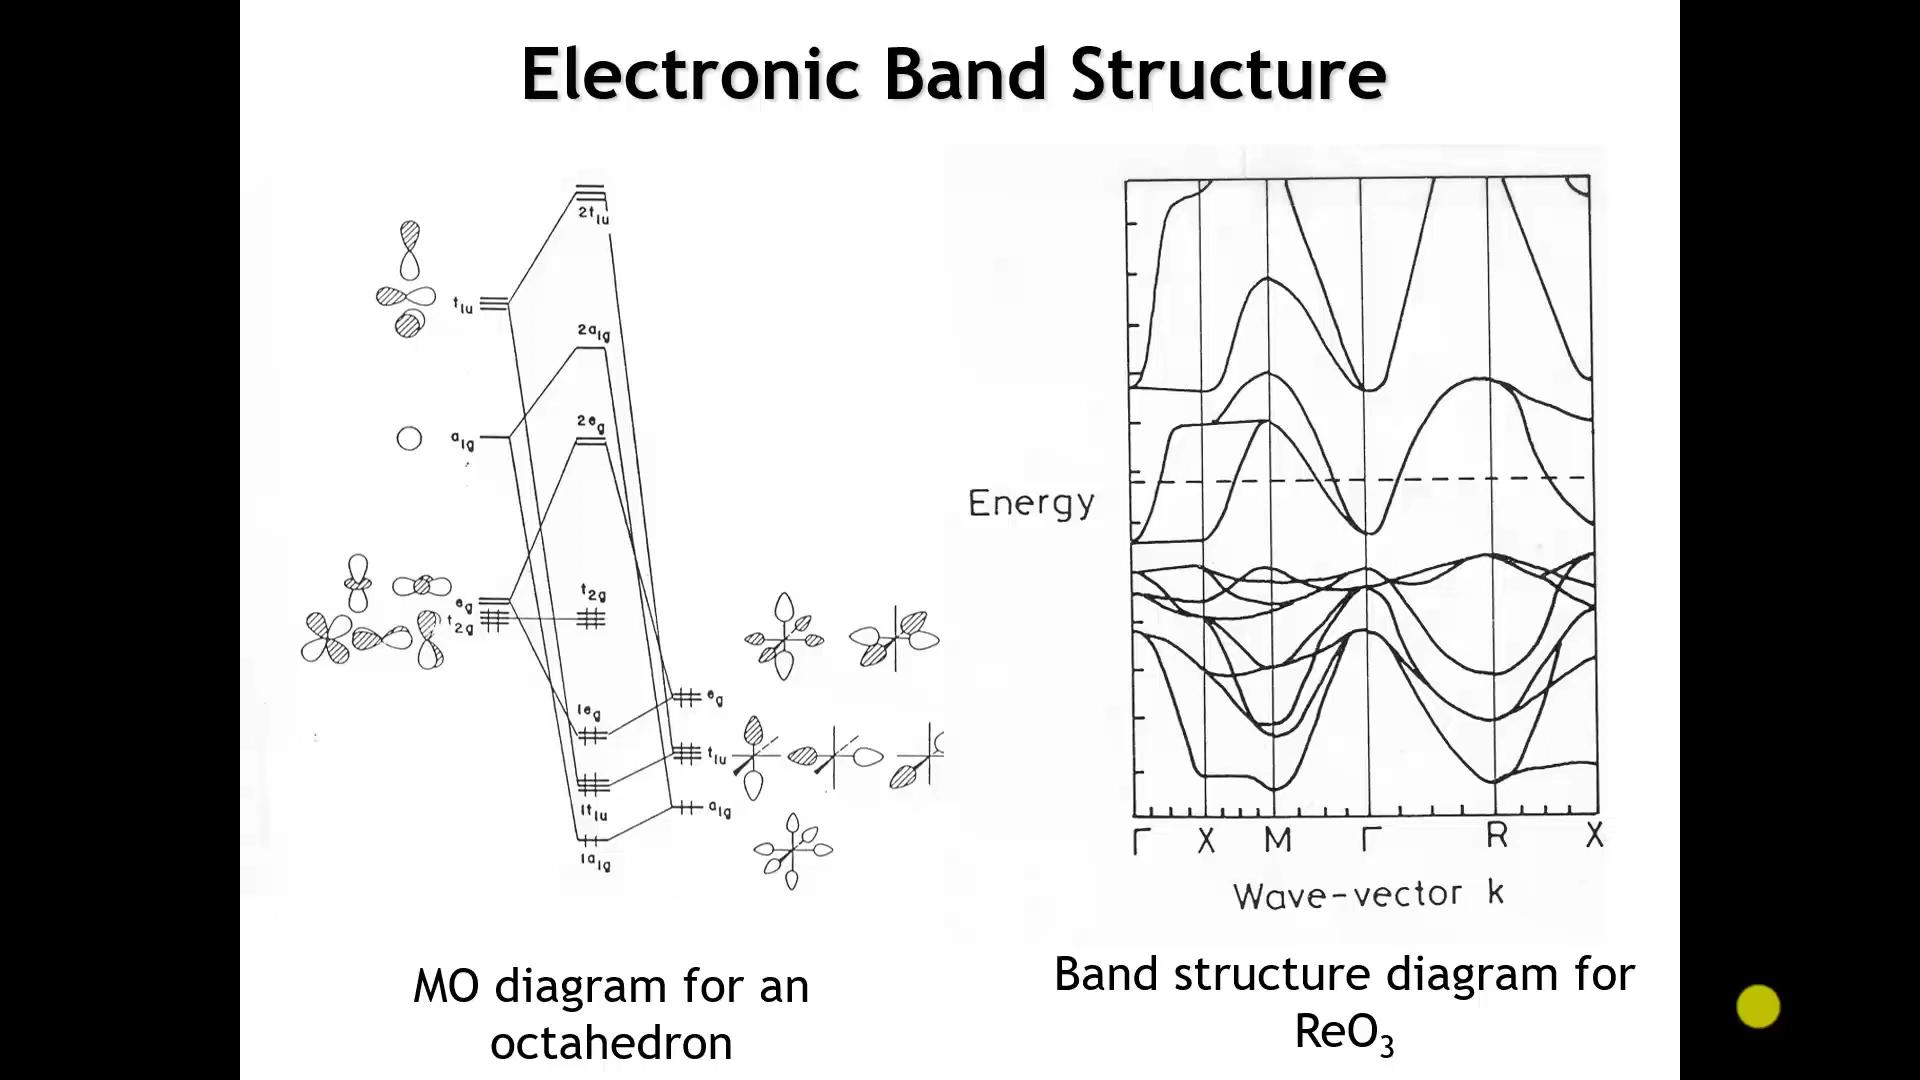 Electronic Band Structure
2t1u
t1u
2a1g
a1g
2eg
eg
t2g
t2g
1eg
eg
t1u
1t1u
a1g
1a1g
Energy
Γ X M Γ R X
Wave-vector k
MO diagram for an
octahedron
Band structure diagram for
ReO₃